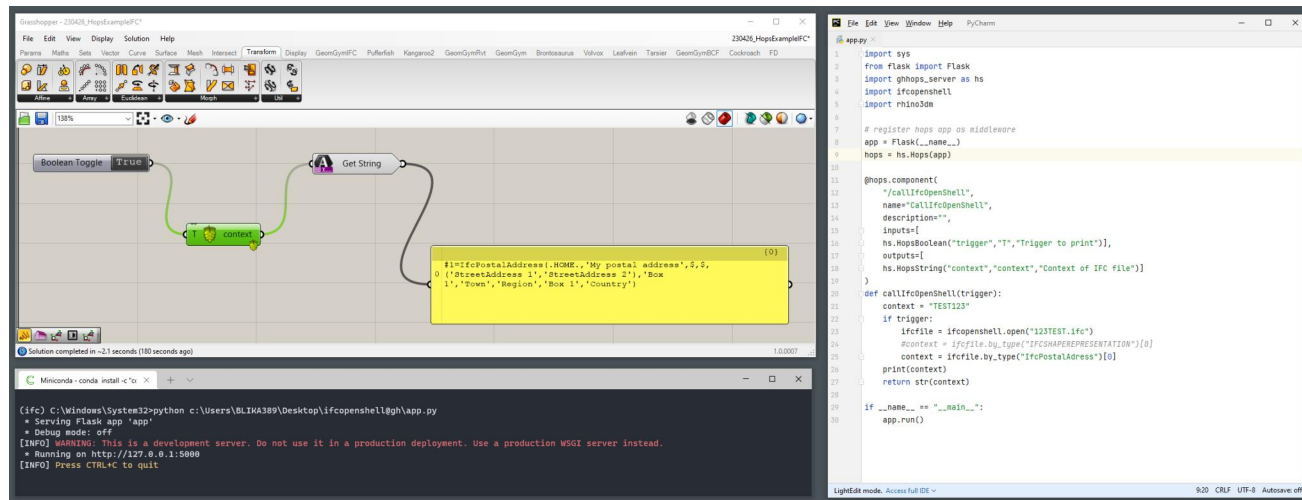 Grasshopper - 230426_HopsExampleIFC*
File Edit View Display Solution Help
230426_HopsExampleIFC*
Params Maths Sets Vector Curve Surface Mesh Intersect Transform Display GeomGymIFC Pufferfish Kangaroo2 GeomGymRvt GeomGym Brontosaurus Volvox Leafvein Tarsier GeomGymBCF Cockroach FD
Affine + Array + Euclidean + Morph + Util +
138%
Boolean Toggle True
Get String
T context
{0}
#1=IfcPostalAddress(.HOME.,'My postal address',$,$,
0 ('StreetAddress 1','StreetAddress 2'),'Box
1','Town','Region','Box 1','Country')
Solution completed in ~2.1 seconds (180 seconds ago)
1.0.0007
Miniconda - conda install -c "cc
(ifc) C:\Windows\System32>python c:\Users\BLIKA389\Desktop\ifcopenshell@gh\app.py
* Serving Flask app 'app'
* Debug mode: off
[INFO] WARNING: This is a development server. Do not use it in a production deployment. Use a production WSGI server instead.
* Running on http://127.0.0.1:5000
[INFO] Press CTRL+C to quit
File Edit View Window Help PyCharm
app.py
1 import sys
2 from flask import Flask
3 import ghhops_server as hs
4 import ifcopenshell
5 import rhino3dm
6
7 # register hops app as middleware
8 app = Flask(__name__)
9 hops = hs.Hops(app)
10
11 @hops.component(
12 "/callIfcOpenShell",
13 name="CallIfcOpenShell",
14 description="",
15 inputs=[
16 hs.HopsBoolean("trigger","T","Trigger to print")],
17 outputs=[
18 hs.HopsString("context","context","Context of IFC file")]
19 )
20 def callIfcOpenShell(trigger):
21 context = "TEST123"
22 if trigger:
23 ifcfile = ifcopenshell.open("123TEST.ifc")
24 #context = ifcfile.by_type("IFCSHAPEREPRESENTATION")[0]
25 context = ifcfile.by_type("IfcPostalAdress")[0]
26 print(context)
27 return str(context)
28
29 if __name__ == "__main__":
30 app.run()
LightEdit mode. Access full IDE
9:20 CRLF UTF-8 Autosave: off